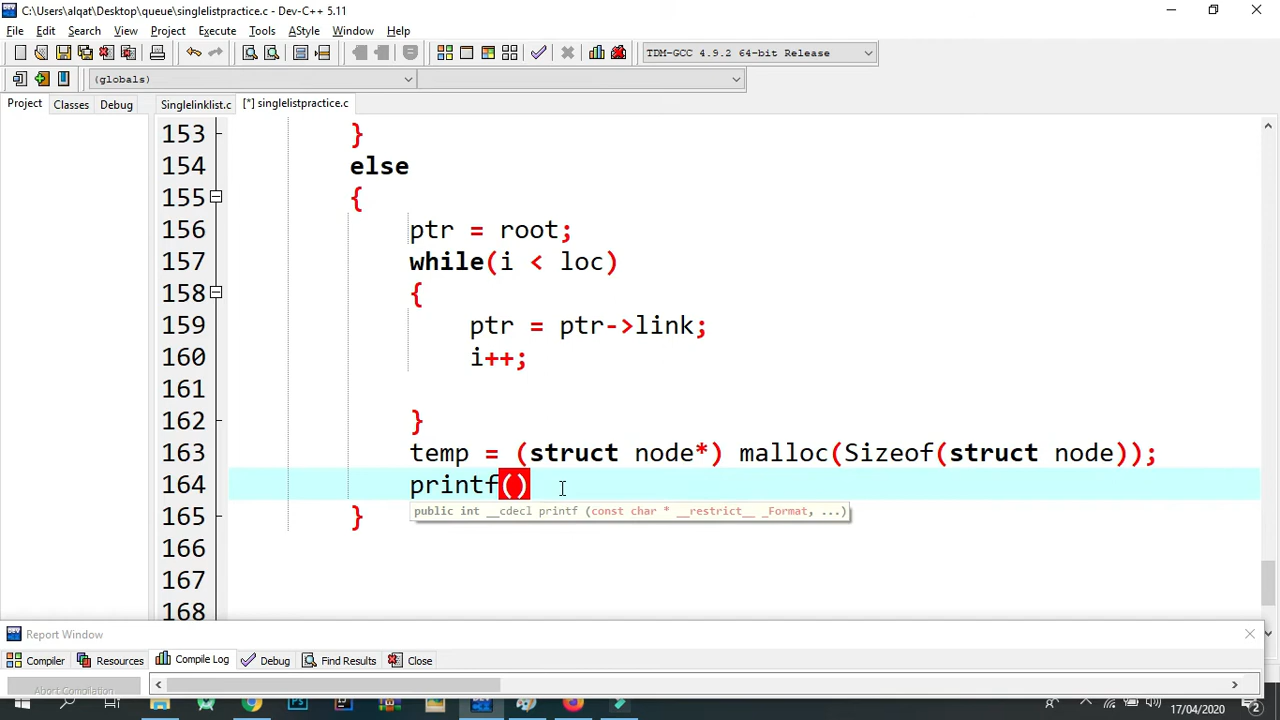 C:\Users\alqat\Desktop\queue\singlelistpractice.c - Dev-C++ 5.11
File Edit Search View Project Execute Tools AStyle Window Help
TDM-GCC 4.9.2 64-bit Release
(globals)
Project Classes Debug Singlelinklist.c [*] singlelistpractice.c
153 }
154 else
155 {
156 ptr = root;
157 while(i < loc)
158 {
159 ptr = ptr->link;
160 i++;
161
162 }
163 temp = (struct node*) malloc(Sizeof(struct node));
164 printf()
public int __cdecl printf (const char * __restrict__ _Format, ...)
165 }
166
167
168
Report Window
Compiler Resources Compile Log Debug Find Results Close
Abort Compilation
17/04/2020